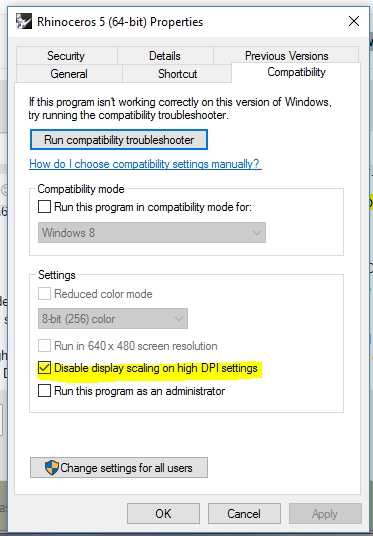 Rhinoceros 5 (64-bit) Properties
Security Details Previous Versions
General Shortcut Compatibility
If this program isn't working correctly on this version of Windows,
try running the compatibility troubleshooter.
Run compatibility troubleshooter
How do I choose compatibility settings manually?
Compatibility mode
Run this program in compatibility mode for:
Windows 8
Settings
Reduced color mode
8-bit (256) color
Run in 640 x 480 screen resolution
Disable display scaling on high DPI settings
Run this program as an administrator
Change settings for all users
OK Cancel Apply